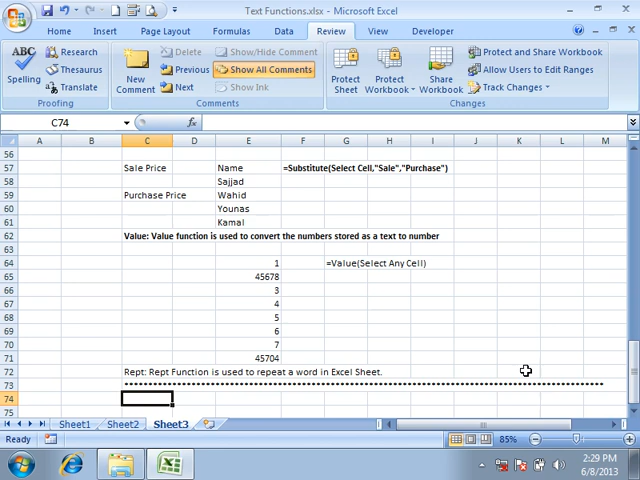 Text Functions.xlsx - Microsoft Excel
Home Insert Page Layout Formulas Data Review View Developer
ABC Spelling Research Thesaurus Translate
Proofing
New Comment Delete Previous Next Show/Hide Comment Show All Comments Show Ink
Comments
Protect Sheet Protect Workbook Share Workbook Protect and Share Workbook Allow Users to Edit Ranges Track Changes
Changes
C74 fx
A B C D E F G H I J K L M
56
57 Sale Price Name =Substitute(Select Cell,"Sale","Purchase")
58 Sajjad
59 Purchase Price Wahid
60 Younas
61 Kamal
62 Value: Value function is used to convert the numbers stored as a text to number
63
64 1 =Value(Select Any Cell)
65 45678
66 3
67 4
68 5
69 6
70 7
71 45704
72 Rept: Rept Function is used to repeat a word in Excel Sheet.
73
74
75
Sheet1 Sheet2 Sheet3
Ready 85%
2:29 PM
6/8/2013